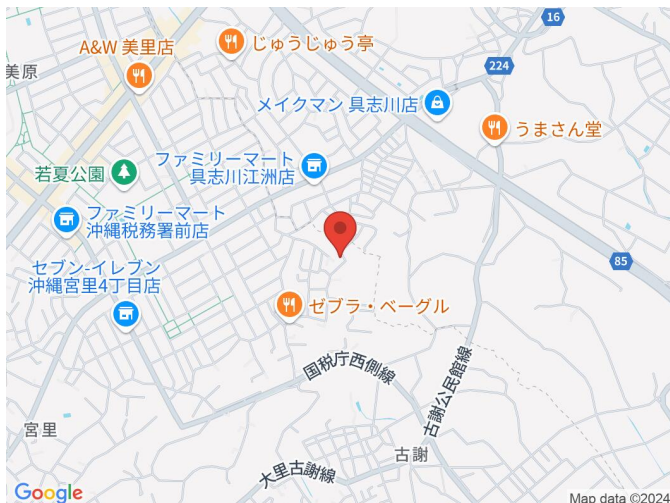 16
A&W 美里店
じゅうじゅう亭
美原
224
メイクマン 具志川店
うまさん堂
ファミリーマート
具志川江洲店
若夏公園
ファミリーマート
沖縄税務署前店
85
セブン-イレブン
沖縄宮里4丁目店
ゼブラ・ベーグル
国税庁西側線
古謝公民館線
宮里
古謝
大里古謝線
Google
Map data ©2024